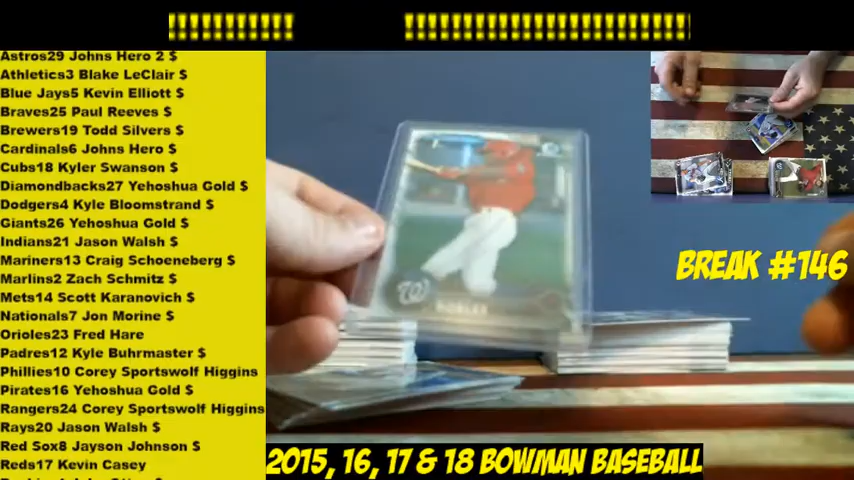 !!!!!!!!!!! !!!!!!!!!!!!!!!!!!!!!!!!!
Astros29 Johns Hero 2 $
Athletics3 Blake LeClair $
Blue Jays5 Kevin Elliott $
Braves25 Paul Reeves $
Brewers19 Todd Silvers $
Cardinals6 Johns Hero $
Cubs18 Kyler Swanson $
Diamondbacks27 Yehoshua Gold $
Dodgers4 Kyle Bloomstrand $
Giants26 Yehoshua Gold $
Indians21 Jason Walsh $
Mariners13 Craig Schoeneberg $
Marlins2 Zach Schmitz $
Mets14 Scott Karanovich $
Nationals7 Jon Morine $
Orioles23 Fred Hare
Padres12 Kyle Buhrmaster $
Phillies10 Corey Sportswolf Higgins
Pirates16 Yehoshua Gold $
Rangers24 Corey Sportswolf Higgins
Rays20 Jason Walsh $
Red Sox8 Jayson Johnson $
Reds17 Kevin Casey
W
ROBLES
BREAK #146
2015, 16, 17 & 18 BOWMAN BASEBALL